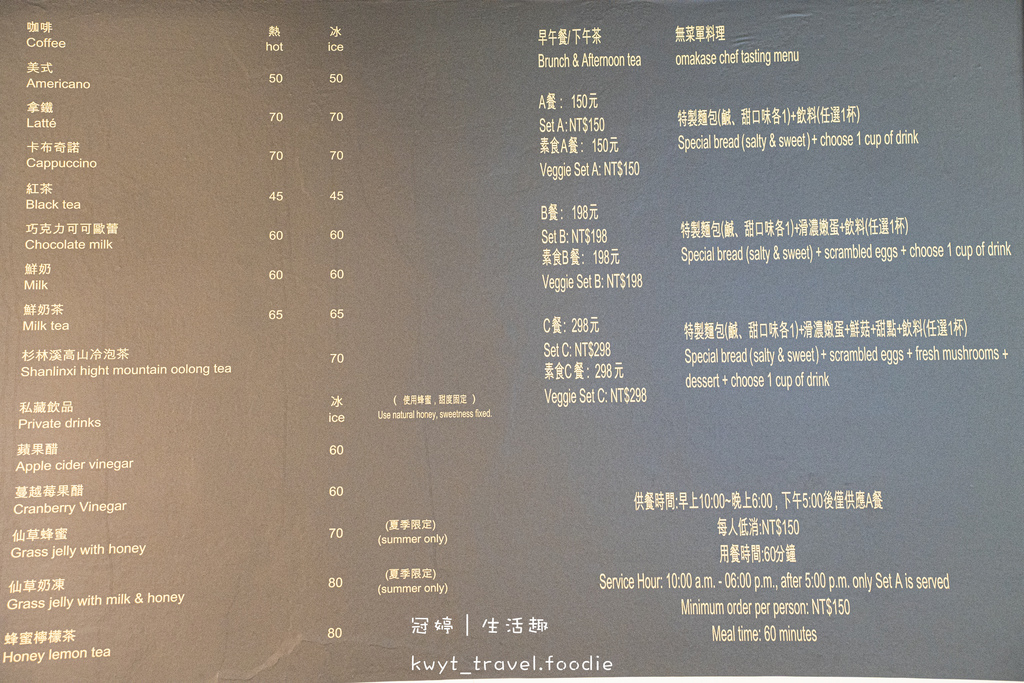 咖啡 熱 冰
Coffee hot ice
美式
Americano 50 50
拿鐵
Latté 70 70
卡布奇諾
Cappuccino 70 70
紅茶
Black tea 45 45
巧克力可可歐蕾
Chocolate milk 60 60
鮮奶
Milk 60 60
鮮奶茶
Milk tea 65 65
杉林溪高山冷泡茶
Shanlinxi hight mountain oolong tea 70
私藏飲品 冰 ( 使用蜂蜜，甜度固定 )
Private drinks ice Use natural honey, sweetness fixed.
蘋果醋
Apple cider vinegar 60
蔓越莓果醋
Cranberry Vinegar 60
仙草蜂蜜 (夏季限定)
Grass jelly with honey 70 (summer only)
仙草奶凍 (夏季限定)
Grass jelly with milk & honey 80 (summer only)
蜂蜜檸檬茶
Honey lemon tea 80
早午餐/下午茶 無菜單料理
Brunch & Afternoon tea omakase chef tasting menu
A餐：150元
Set A: NT$150
素食A餐：150元
Veggie Set A: NT$150
特製麵包(鹹、甜口味各1)+飲料(任選1杯)
Special bread (salty & sweet) + choose 1 cup of drink
B餐：198元
Set B: NT$198
素食B餐：198元
Veggie Set B: NT$198
特製麵包(鹹、甜口味各1)+滑濃嫩蛋+飲料(任選1杯)
Special bread (salty & sweet) + scrambled eggs + choose 1 cup of drink
C餐：298元
Set C: NT$298
素食C餐：298元
Veggie Set C: NT$298
特製麵包(鹹、甜口味各1)+滑濃嫩蛋+鮮菇+甜點+飲料(任選1杯)
Special bread (salty & sweet) + scrambled eggs + fresh mushrooms +
dessert + choose 1 cup of drink
供餐時間:早上10:00~晚上6:00 , 下午5:00後僅供應A餐
每人低消:NT$150
用餐時間:60分鐘
Service Hour: 10:00 a.m. - 06:00 p.m., after 5:00 p.m. only Set A is served
Minimum order per person: NT$150
Meal time: 60 minutes
冠婷｜生活趣
kwyt_travel.foodie